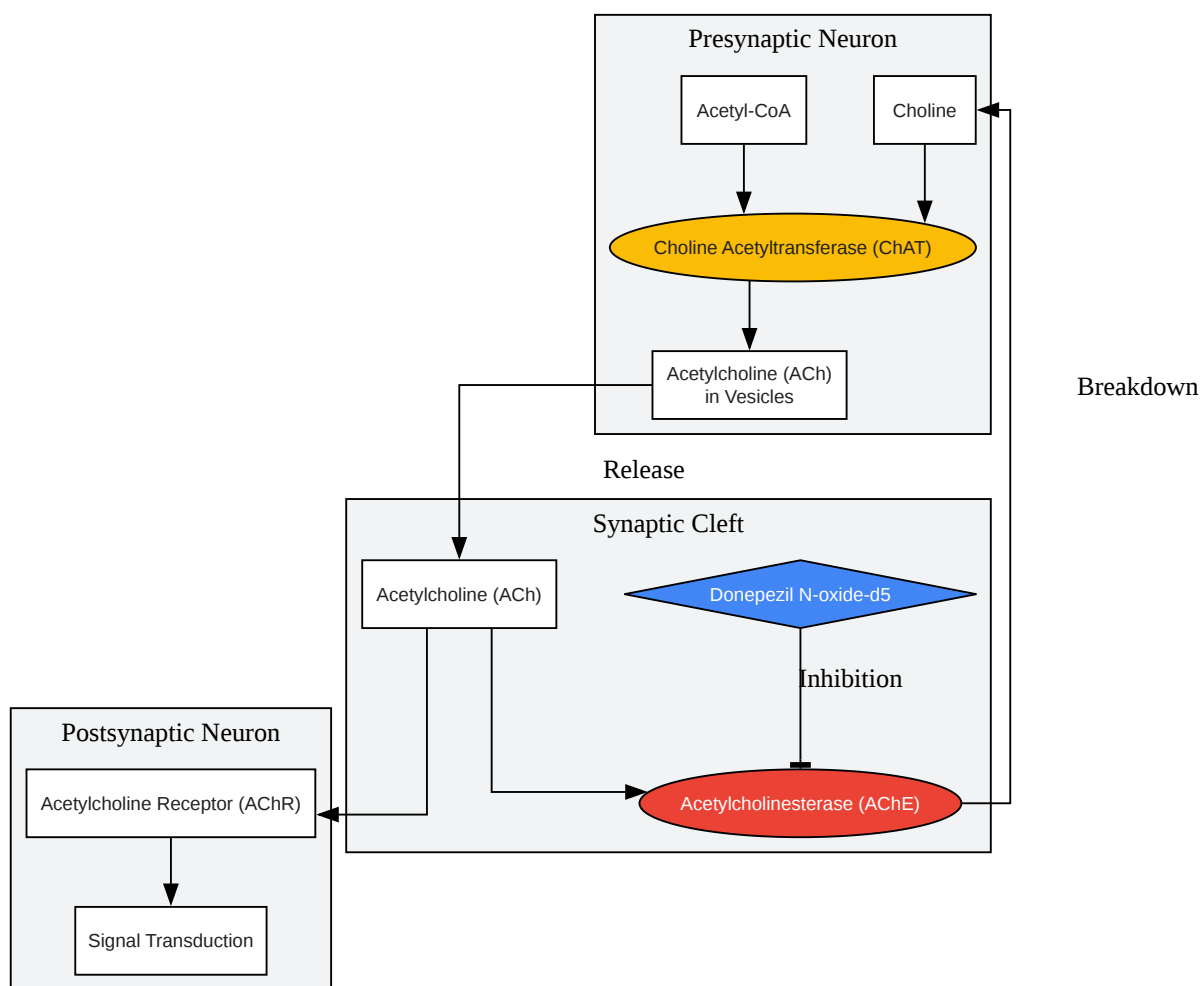 Presynaptic Neuron
Acetyl-CoA
Choline
Choline Acetyltransferase (ChAT)
Acetylcholine (ACh)
in Vesicles
Breakdown
Release
Synaptic Cleft
Acetylcholine (ACh)
Donepezil N-oxide-d5
Inhibition
Postsynaptic Neuron
Acetylcholine Receptor (AChR)
Acetylcholinesterase (AChE)
Signal Transduction